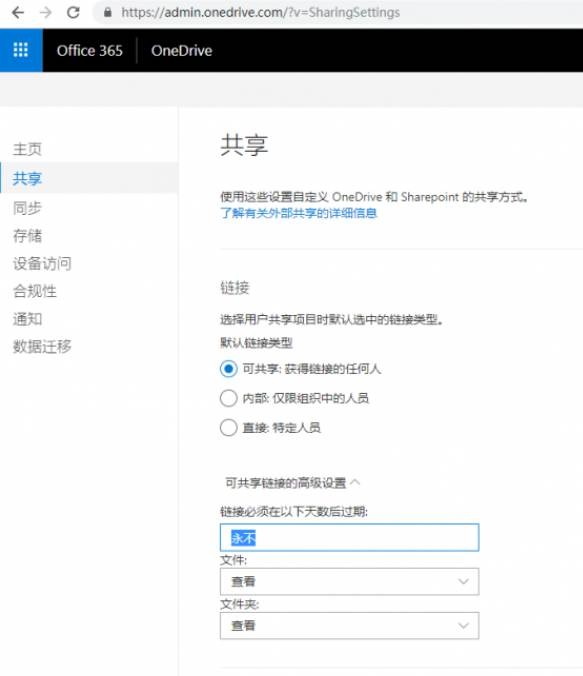 https://admin.onedrive.com/?v=SharingSettings
Office 365
OneDrive
主页
共享
同步
存储
设备访问
合规性
通知
数据迁移
共享
使用这些设置自定义 OneDrive 和 Sharepoint 的共享方式。
了解有关外部共享的详细信息
链接
选择用户共享项目时默认选中的链接类型。
默认链接类型
可共享: 获得链接的任何人
内部: 仅限组织中的人员
直接: 特定人员
可共享链接的高级设置
链接必须在以下天数后过期:
永不
文件:
查看
文件夹:
查看